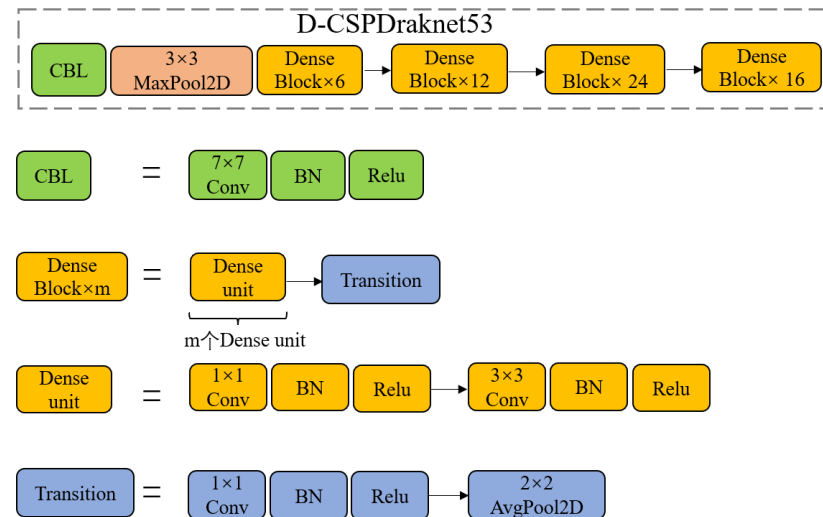 D-CSPDraknet53
CBL
3×3
MaxPool2D
Dense
Block×6
Dense
Block×12
Dense
Block× 24
Dense
Block× 16
CBL
=
7×7
Conv
BN
Relu
Dense
Block×m
=
Dense
unit
Transition
m个Dense unit
Dense
unit
=
1×1
Conv
BN
Relu
3×3
Conv
BN
Relu
Transition
=
1×1
Conv
BN
Relu
2×2
AvgPool2D